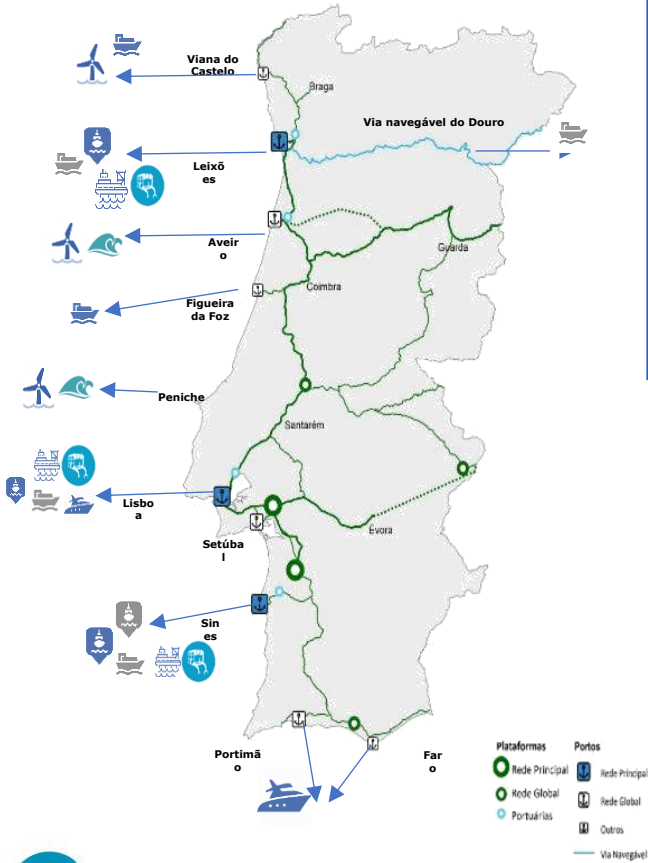 Viana do
Castelo
Braga
Via navegável do Douro
Leixõ
es
Aveir
o
Guarda
Coimbra
Figueira
da Foz
Peniche
Santarém
Lisbo
a
Évora
Setúba
l
Sin
es
Portimã
o
Far
o
Plataformas
Rede Principal
Rede Global
Portuárias
Portos
Rede Principal
Rede Global
Outros
Via Navegável